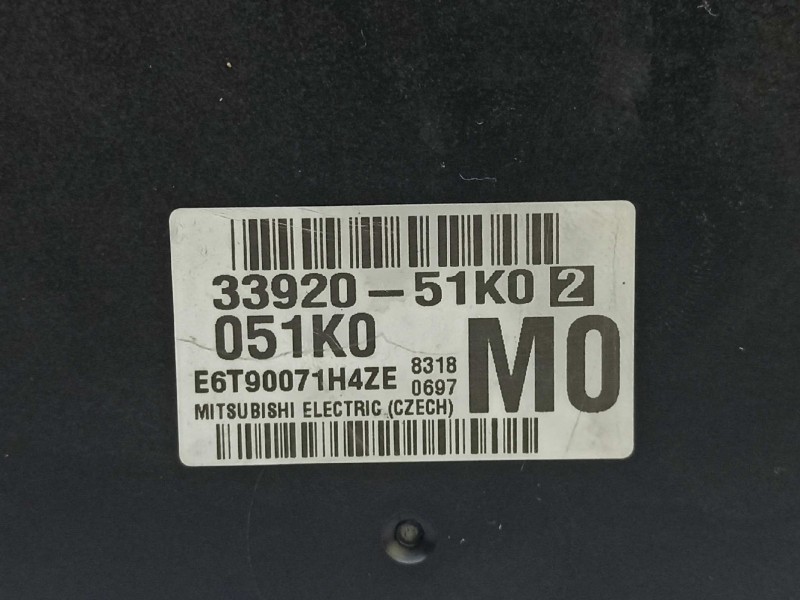 33920-51K0 2
051K0
E6T90071H4ZE
8318
0697
M0
MITSUBISHI ELECTRIC (CZECH)